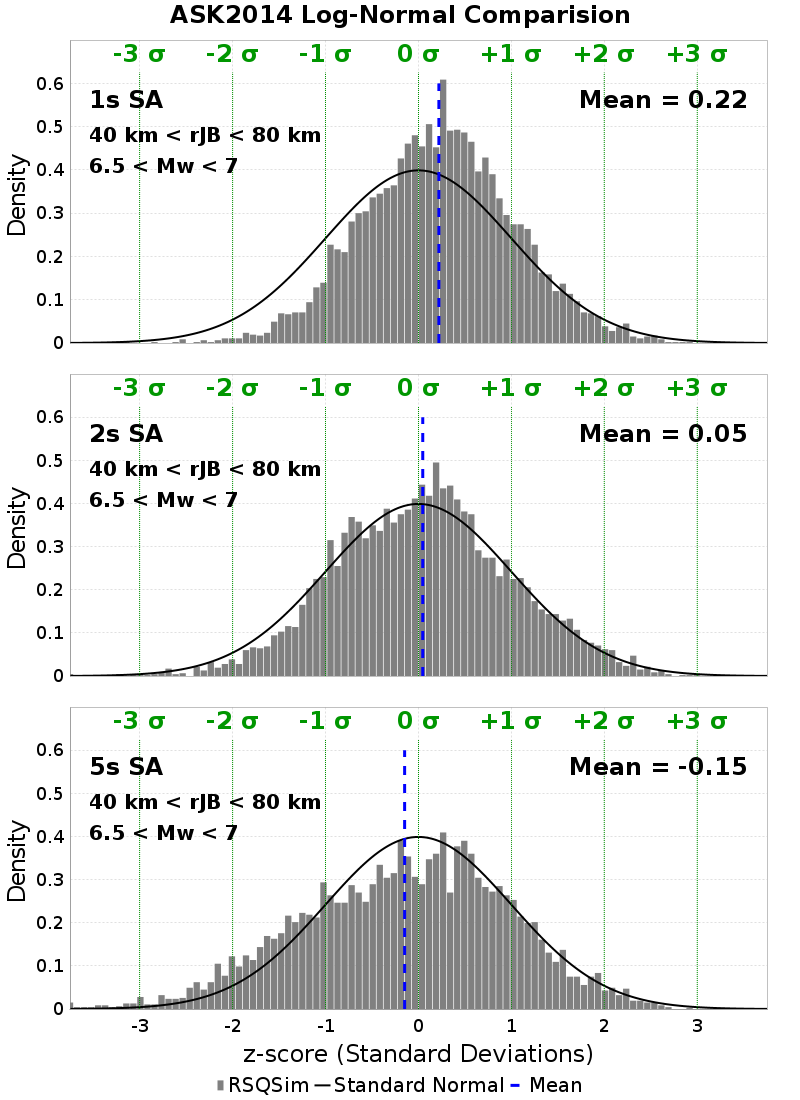 ASK2014 Log-Normal Comparision
-3 σ -2 σ -1 σ 0 σ +1 σ +2 σ +3 σ
1s SA Mean = 0.22
40 km < rJB < 80 km
6.5 < Mw < 7
Density
0.6
0.5
0.4
0.3
0.2
0.1
0
-3 σ -2 σ -1 σ 0 σ +1 σ +2 σ +3 σ
2s SA Mean = 0.05
40 km < rJB < 80 km
6.5 < Mw < 7
Density
0.6
0.5
0.4
0.3
0.2
0.1
0
-3 σ -2 σ -1 σ 0 σ +1 σ +2 σ +3 σ
5s SA Mean = -0.15
40 km < rJB < 80 km
6.5 < Mw < 7
Density
0.6
0.5
0.4
0.3
0.2
0.1
0
-3 -2 -1 0 1 2 3
z-score (Standard Deviations)
RSQSim Standard Normal Mean